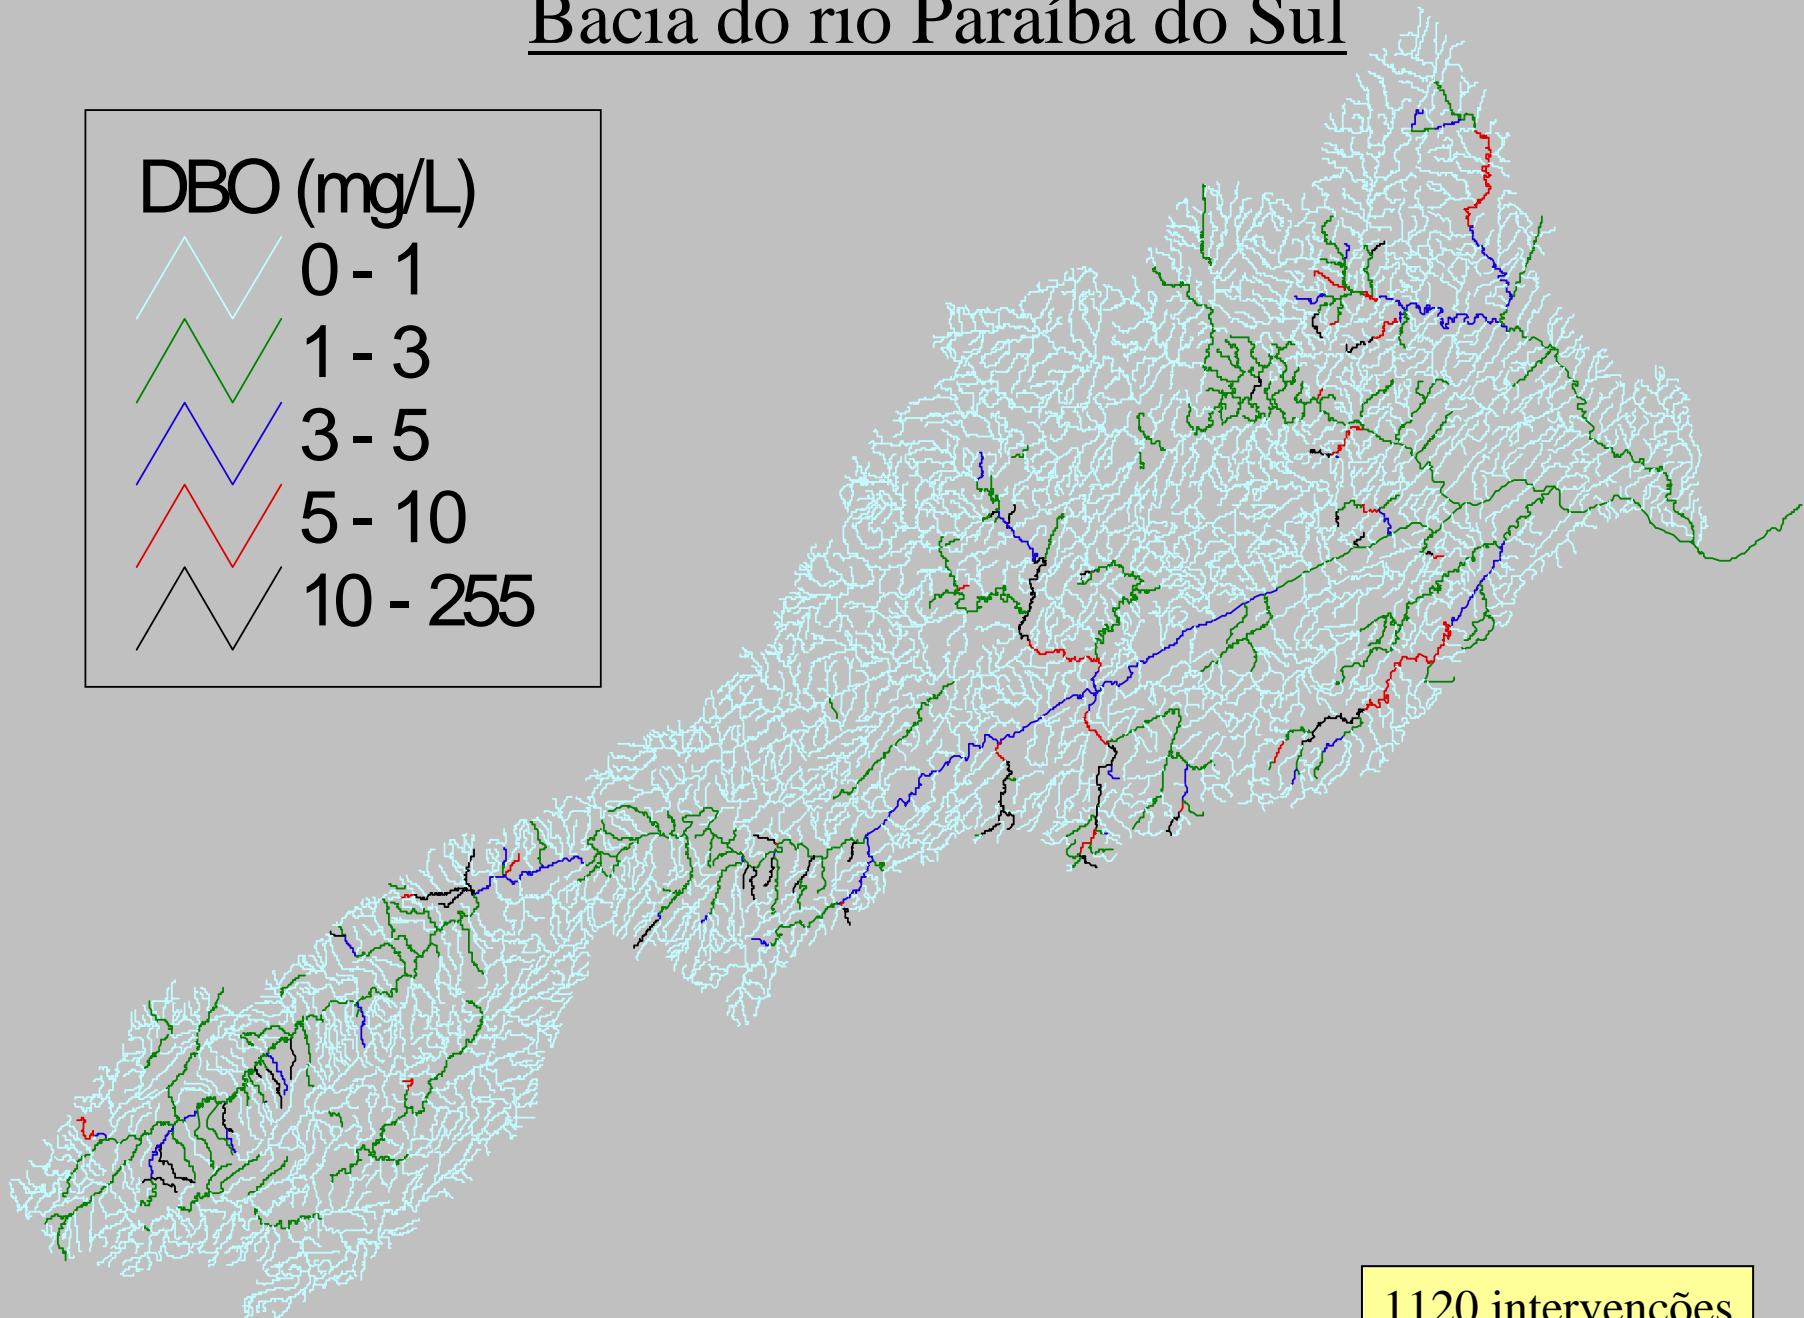 Bacia do rio Paraíba do Sul
DBO (mg/L)
0 - 1
1 - 3
3 - 5
5 - 10
10 - 255
1120 intervenções